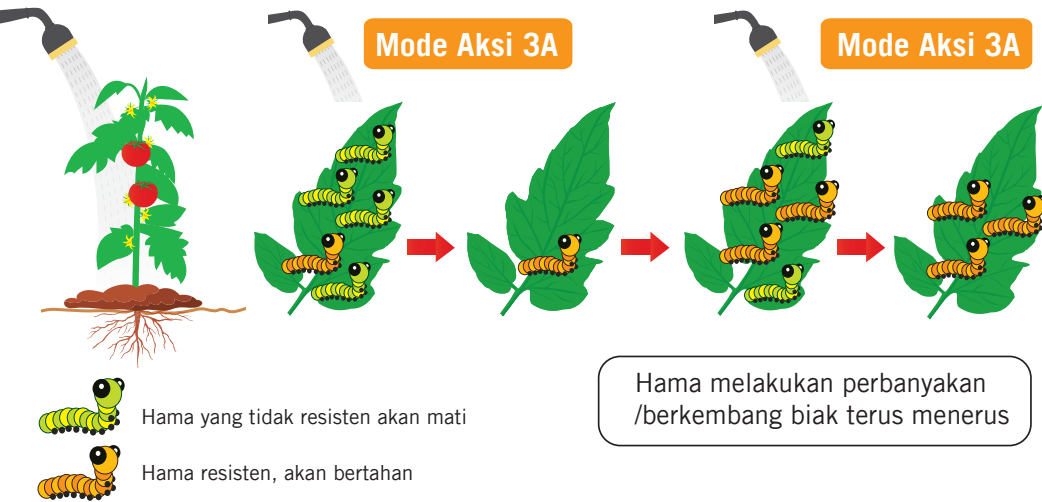 Mode Aksi 3A
Mode Aksi 3A
Hama yang tidak resisten akan mati
Hama resisten, akan bertahan
Hama melakukan perbanyakan
/berkembang biak terus menerus